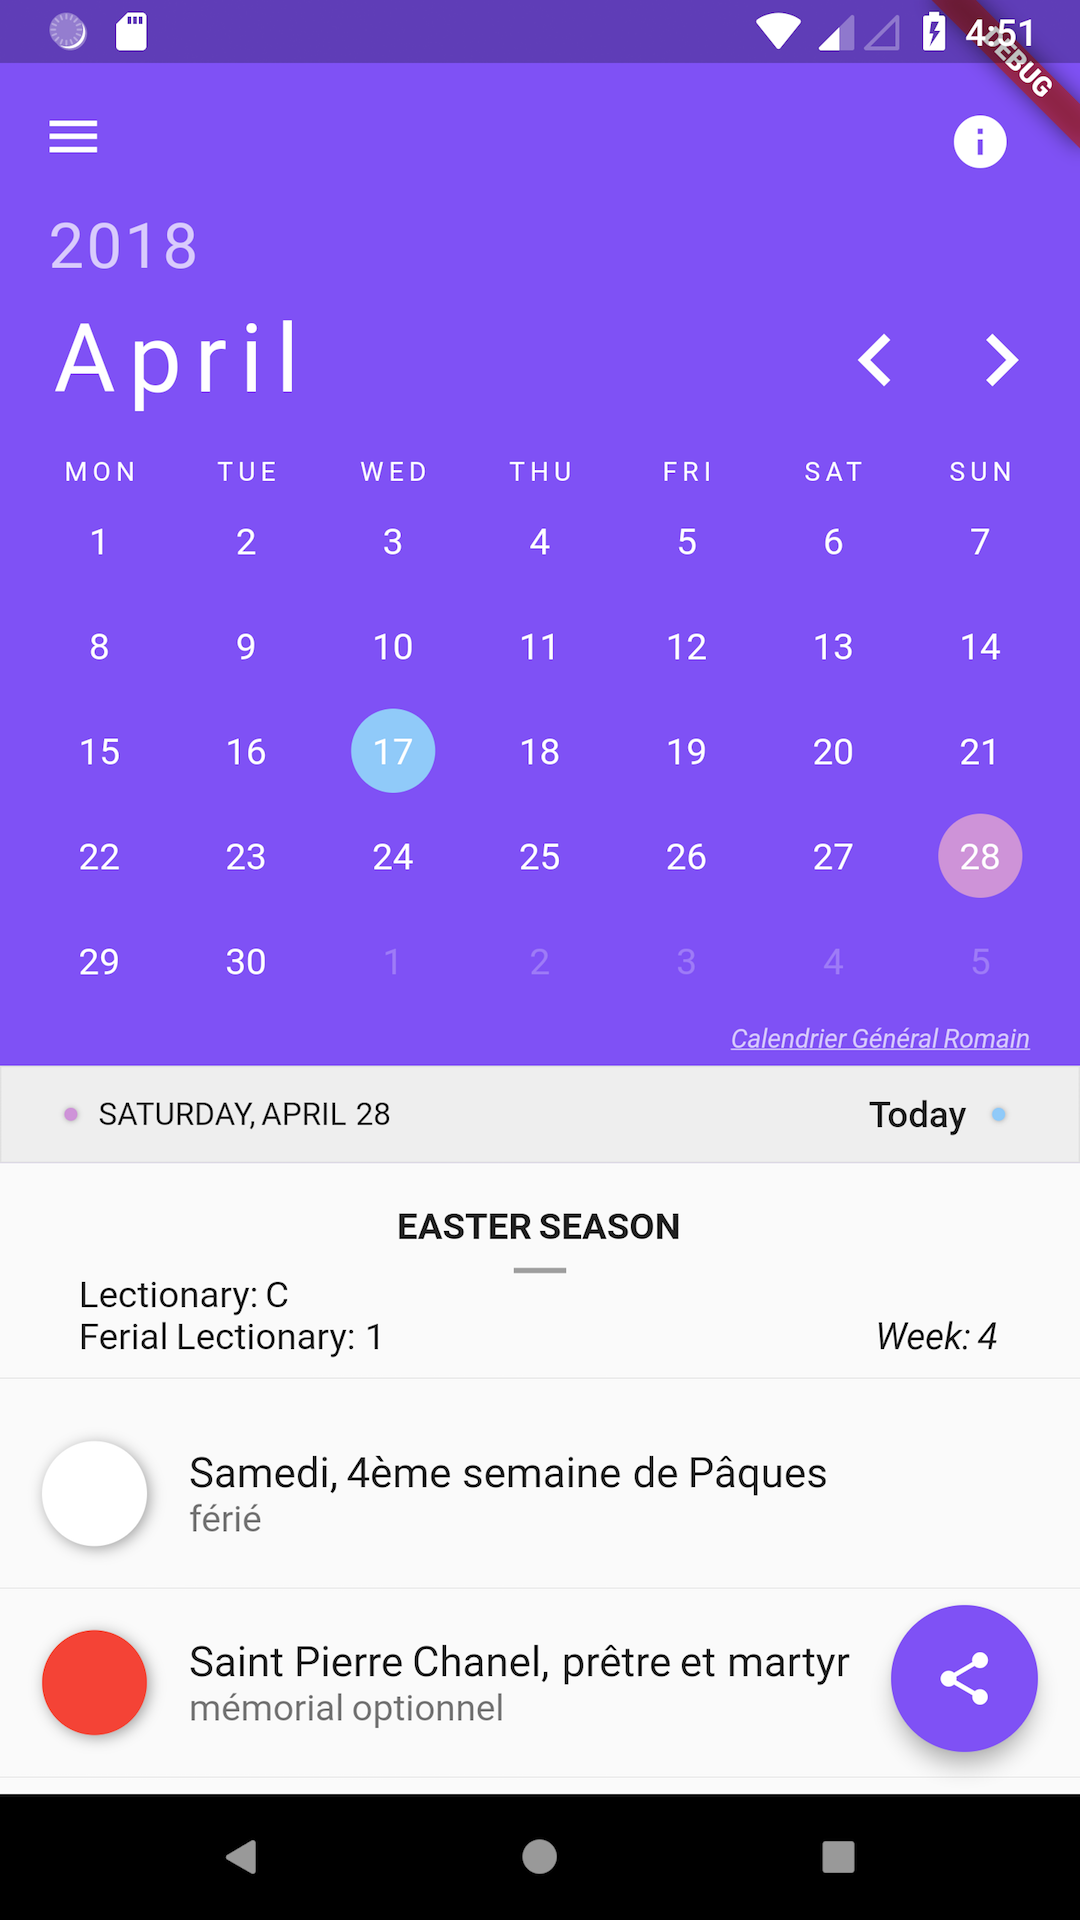 4:51
DEBUG
2018
April
MON TUE WED THU FRI SAT SUN
1 2 3 4 5 6 7
8 9 10 11 12 13 14
15 16 17 18 19 20 21
22 23 24 25 26 27 28
29 30 1 2 3 4 5
Calendrier Général Romain
SATURDAY, APRIL 28 Today
EASTER SEASON
Lectionary: C
Ferial Lectionary: 1 Week: 4
Samedi, 4ème semaine de Pâques
férié
Saint Pierre Chanel, prêtre et martyr
mémorial optionnel